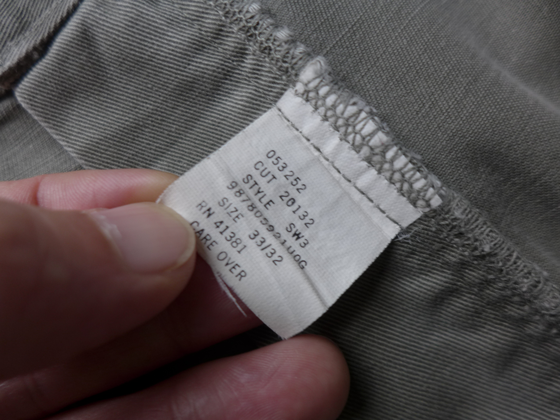 053252
CUT 20132
STYLE SW3
SIZE 33/32
RN 41381
CARE OVER